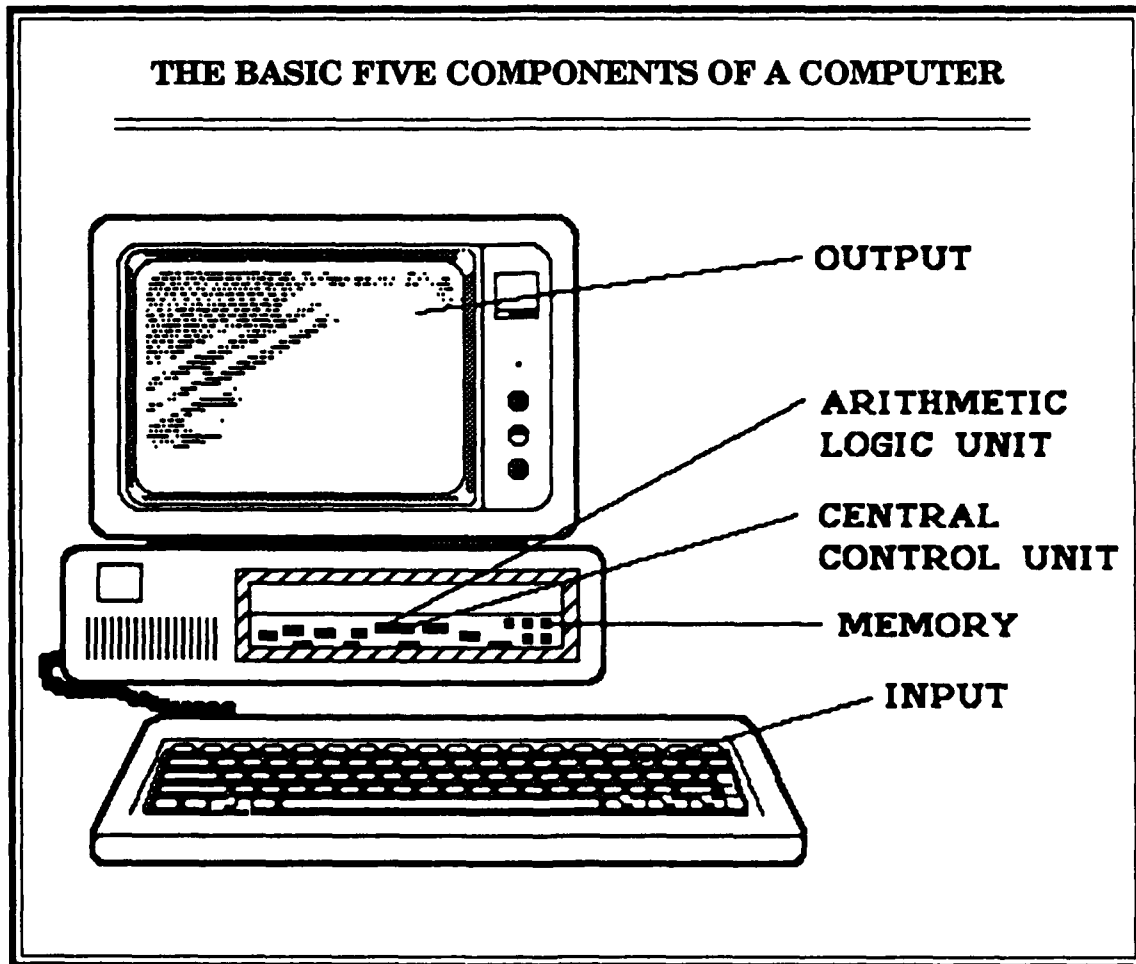 THE BASIC FIVE COMPONENTS OF A COMPUTER
OUTPUT
ARITHMETIC
LOGIC UNIT
CENTRAL
CONTROL UNIT
MEMORY
INPUT